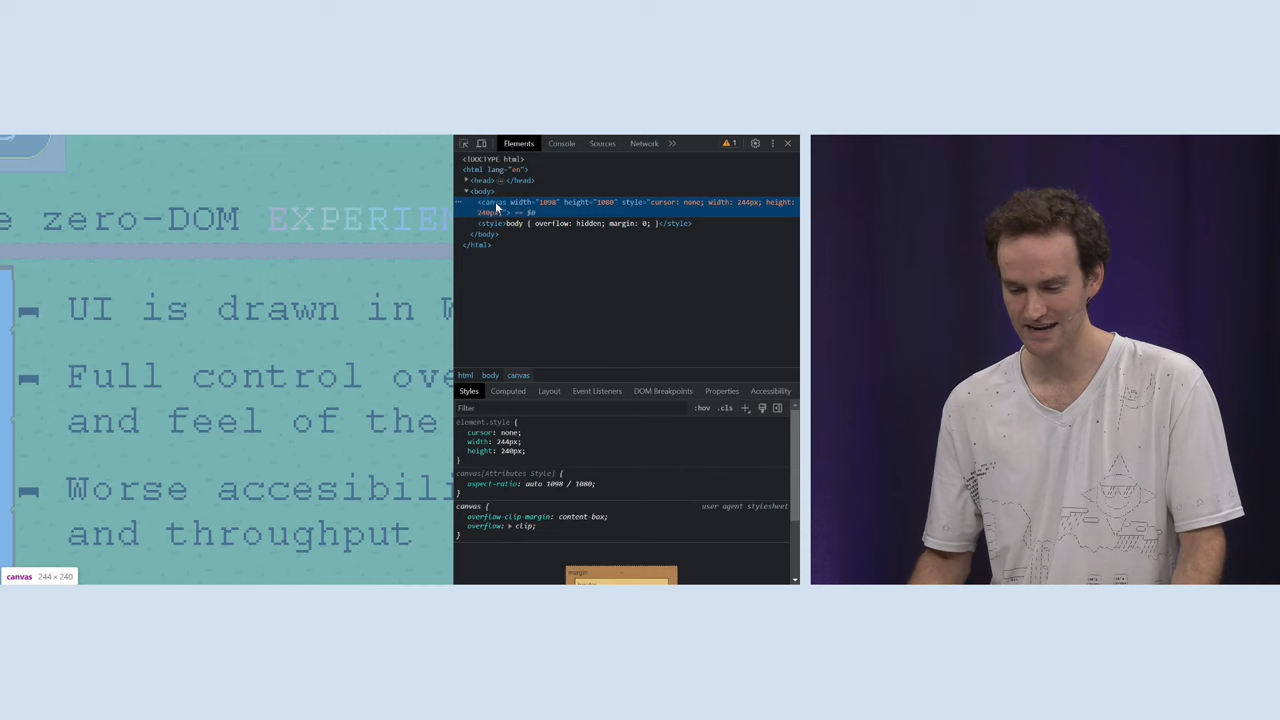 e zero-DOM EXPERIEN
- UI is drawn in W
- Full control ove
and feel of the
- Worse accesibili
and throughput
canvas 244 × 240
Elements Console Sources Network 1
<!DOCTYPE html>
<html lang="en">
<head> … </head>
<body>
<canvas width="1098" height="1080" style="cursor: none; width: 244px; height:
240px;"> == $0
<style>body { overflow: hidden; margin: 0; }</style>
</body>
</html>
html body canvas
Styles Computed Layout Event Listeners DOM Breakpoints Properties Accessibility
Filter :hov .cls
element.style {
cursor: none;
width: 244px;
height: 240px;
}
canvas[Attributes Style] {
aspect-ratio: auto 1098 / 1080;
}
canvas { user agent stylesheet
overflow-clip-margin: content-box;
overflow: clip;
}
margin -